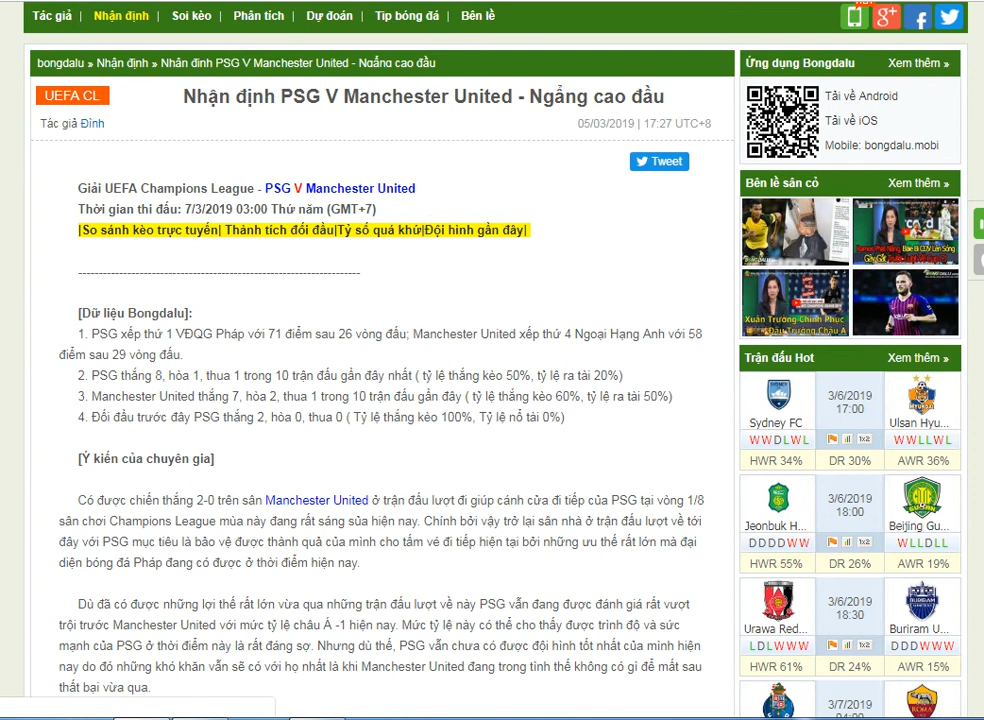 Tác giả | Nhận định | Soi kèo | Phân tích | Dự đoán | Tip bóng đá | Bên lề
bongdalu » Nhận định » Nhân đinh PSG V Manchester United - Ngẩng cao đầu
UEFA CL
Nhận định PSG V Manchester United - Ngẩng cao đầu
Tác giả Đỉnh
05/03/2019 | 17:27 UTC+8
Tweet
Giải UEFA Champions League - PSG V Manchester United
Thời gian thi đấu: 7/3/2019 03:00 Thứ năm (GMT+7)
|So sánh kèo trực tuyến| Thành tích đối đầu|Tỷ số quá khứ|Đội hình gần đây|
[Dữ liệu Bongdalu]:
1. PSG xếp thứ 1 VĐQG Pháp với 71 điểm sau 26 vòng đấu; Manchester United xếp thứ 4 Ngoại Hạng Anh với 58
điểm sau 29 vòng đấu.
2. PSG thắng 8, hòa 1, thua 1 trong 10 trận đấu gần đây nhất ( tỷ lệ thắng kèo 50%, tỷ lệ ra tài 20%)
3. Manchester United thắng 7, hòa 2, thua 1 trong 10 trận đấu gần đây ( tỷ lệ thắng kèo 60%, tỷ lệ ra tài 50%)
4. Đối đầu trước đây PSG thắng 2, hòa 0, thua 0 ( Tỷ lệ thắng kèo 100%, Tỷ lệ nổ tài 0%)
[Ý kiến của chuyên gia]
Có được chiến thắng 2-0 trên sân Manchester United ở trận đấu lượt đi giúp cánh cửa đi tiếp của PSG tại vòng 1/8
sân chơi Champions League mùa này đang rất sáng sủa hiện nay. Chính bởi vậy trở lại sân nhà ở trận đấu lượt về tới
đây với PSG mục tiêu là bảo vệ được thành quả của mình cho tấm vé đi tiếp hiện tại bởi những ưu thế rất lớn mà đại
diện bóng đá Pháp đang có được ở thời điểm hiện nay.
Dù đã có được những lợi thế rất lớn vừa qua những trận đấu lượt về này PSG vẫn đang được đánh giá rất vượt
trội trước Manchester United với mức tỷ lệ châu Á -1 hiện nay. Mức tỷ lệ này có thể cho thấy được trình độ và sức
mạnh của PSG ở thời điểm này là rất đáng sợ. Nhưng dù thế, PSG vẫn chưa có được đội hình tốt nhất của mình hiện
nay do đó những khó khăn vẫn sẽ có với họ nhất là khi Manchester United đang trong tình thế không có gì để mất sau
thất bại vừa qua.
Ứng dụng Bongdalu Xem thêm »
Tải về Android
Tải về iOS
Mobile: bongdalu.mobi
Bên lề sân cỏ Xem thêm »
Xuân Trường Chinh Phục
Đấu Trường Châu Á
Trận đấu Hot Xem thêm »
3/6/2019
17:00
Sydney FC Ulsan Hyu...
WWDLWL 1x2 WWLLWL
HWR 34% DR 30% AWR 36%
3/6/2019
18:00
Jeonbuk H... Beijing Gu...
DDDDWW 1x2 WLLDLL
HWR 55% DR 26% AWR 19%
3/6/2019
18:30
Urawa Red... Buriram U...
LDLWWW 1x2 DDDWWW
HWR 61% DR 24% AWR 15%
3/7/2019